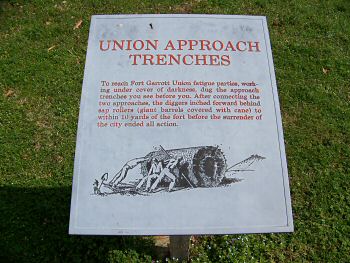 UNION APPROACH
TRENCHES
To reach Fort Garrott Union fatigue parties, work-
ing under cover of darkness, dug the approach
trenches you see before you. After connecting the
two approaches, the diggers inched forward behind
sap rollers (giant barrels covered with cane) to
within 10 yards of the fort before the surrender of
the city ended all action.